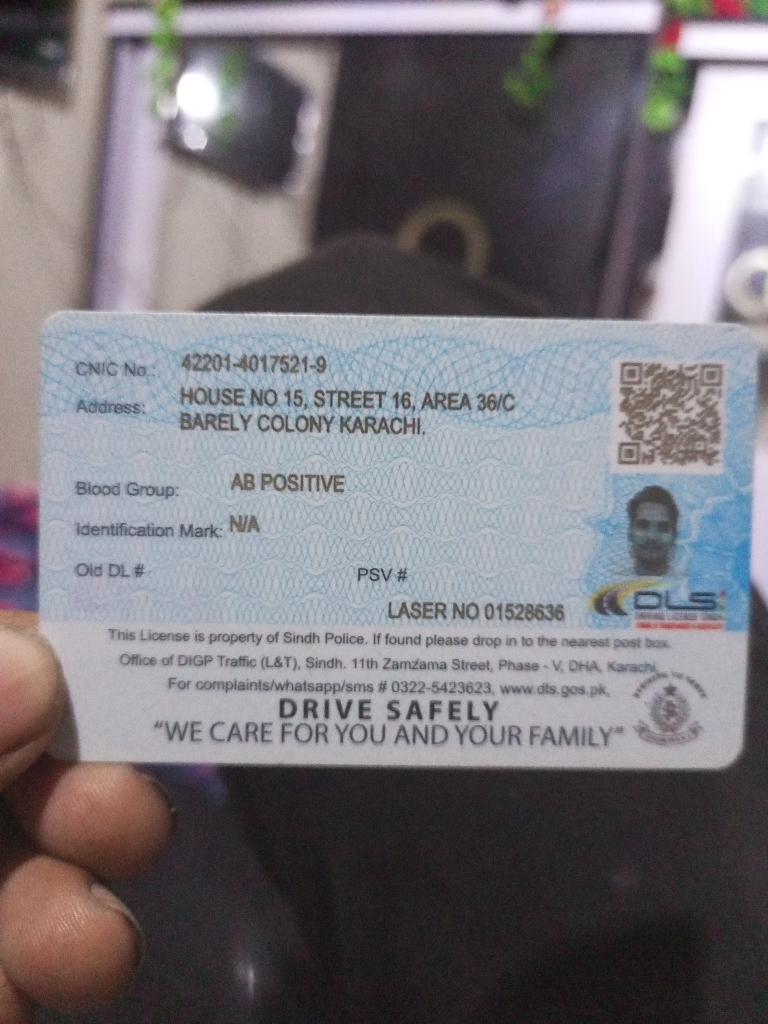 CNIC No.: 42201-4017521-9
Address: HOUSE NO 15, STREET 16, AREA 36/C
BARELY COLONY KARACHI.
Blood Group: AB POSITIVE
Identification Mark: N/A
Old DL # PSV #
DLS
LASER NO 01528636
This License is property of Sindh Police. If found please drop in to the nearest post box.
Office of DIGP Traffic (L&T), Sindh. 11th Zamzama Street, Phase - V, DHA, Karachi.
For complaints/whatsapp/sms # 0322-5423623, www.dls.gos.pk,
DRIVE SAFELY
“WE CARE FOR YOU AND YOUR FAMILY”